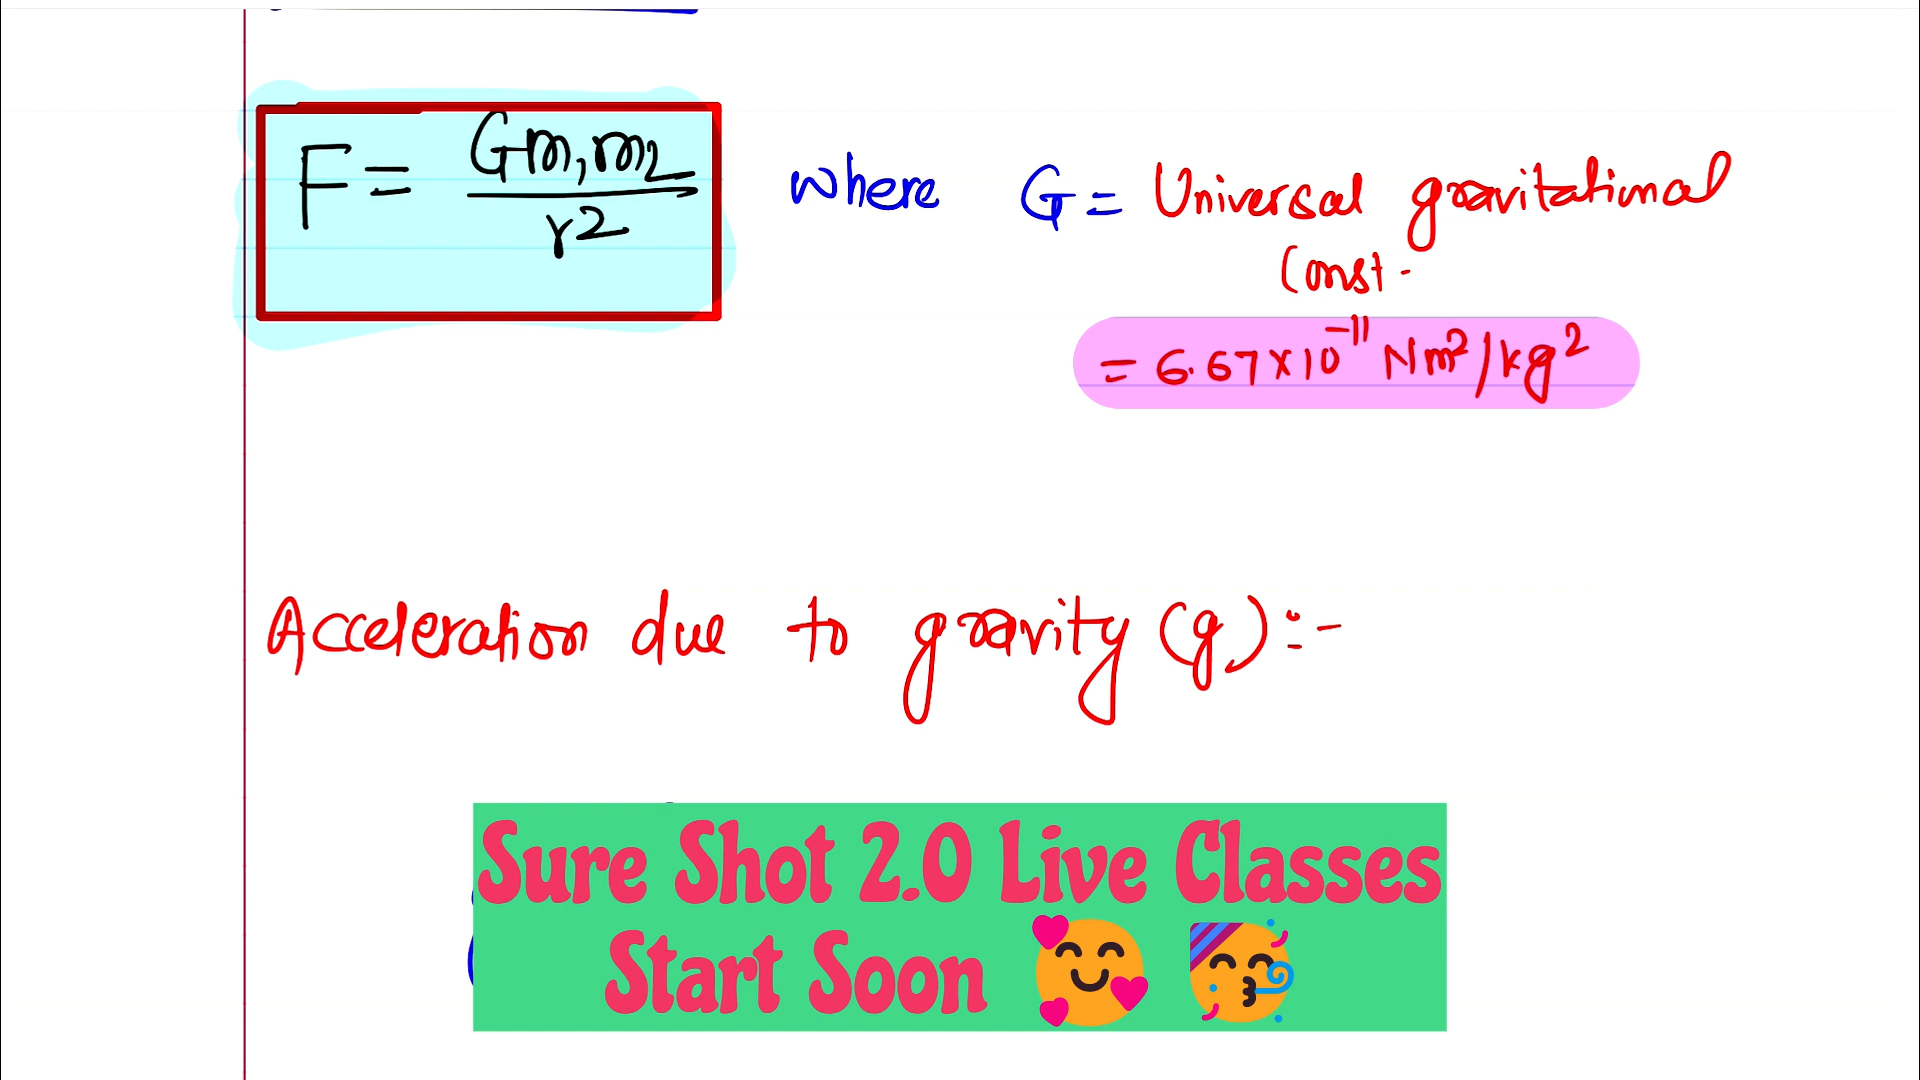 F = Gm1m2 / r2
where G = Universal gravitational
Const.
= 6.67×10⁻¹¹ Nm²/kg²
Acceleration due to gravity (g) :-
Sure Shot 2.0 Live Classes
Start Soon 🥰 🥳